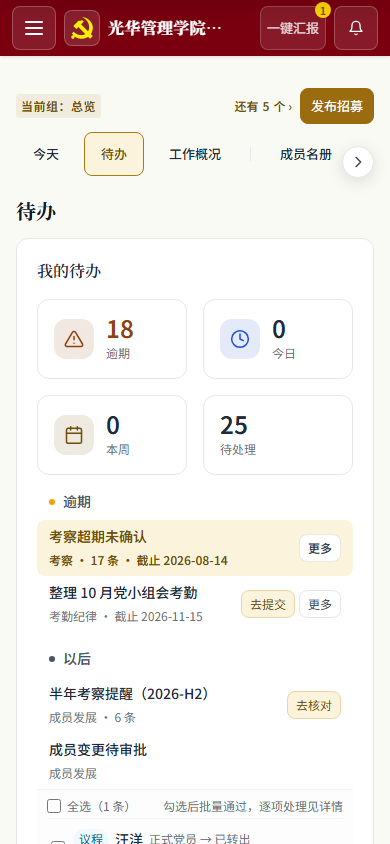 光华管理学院…
一键汇报
1
当前组：总览
还有 5 个 ›
发布招募
今天
待办
工作概况
成员名册
待办
我的待办
18
逾期
0
今日
0
本周
25
待处理
逾期
考察超期未确认
考察 · 17 条 · 截止 2026-08-14
更多
整理 10 月党小组会考勤
考勤纪律 · 截止 2026-11-15
去提交
更多
以后
半年考察提醒（2026-H2）
成员发展 · 6 条
去核对
成员变更待审批
成员发展
全选（1 条）
勾选后批量通过，逐项处理见详情
议程 汪洋 正式党员 → 已转出